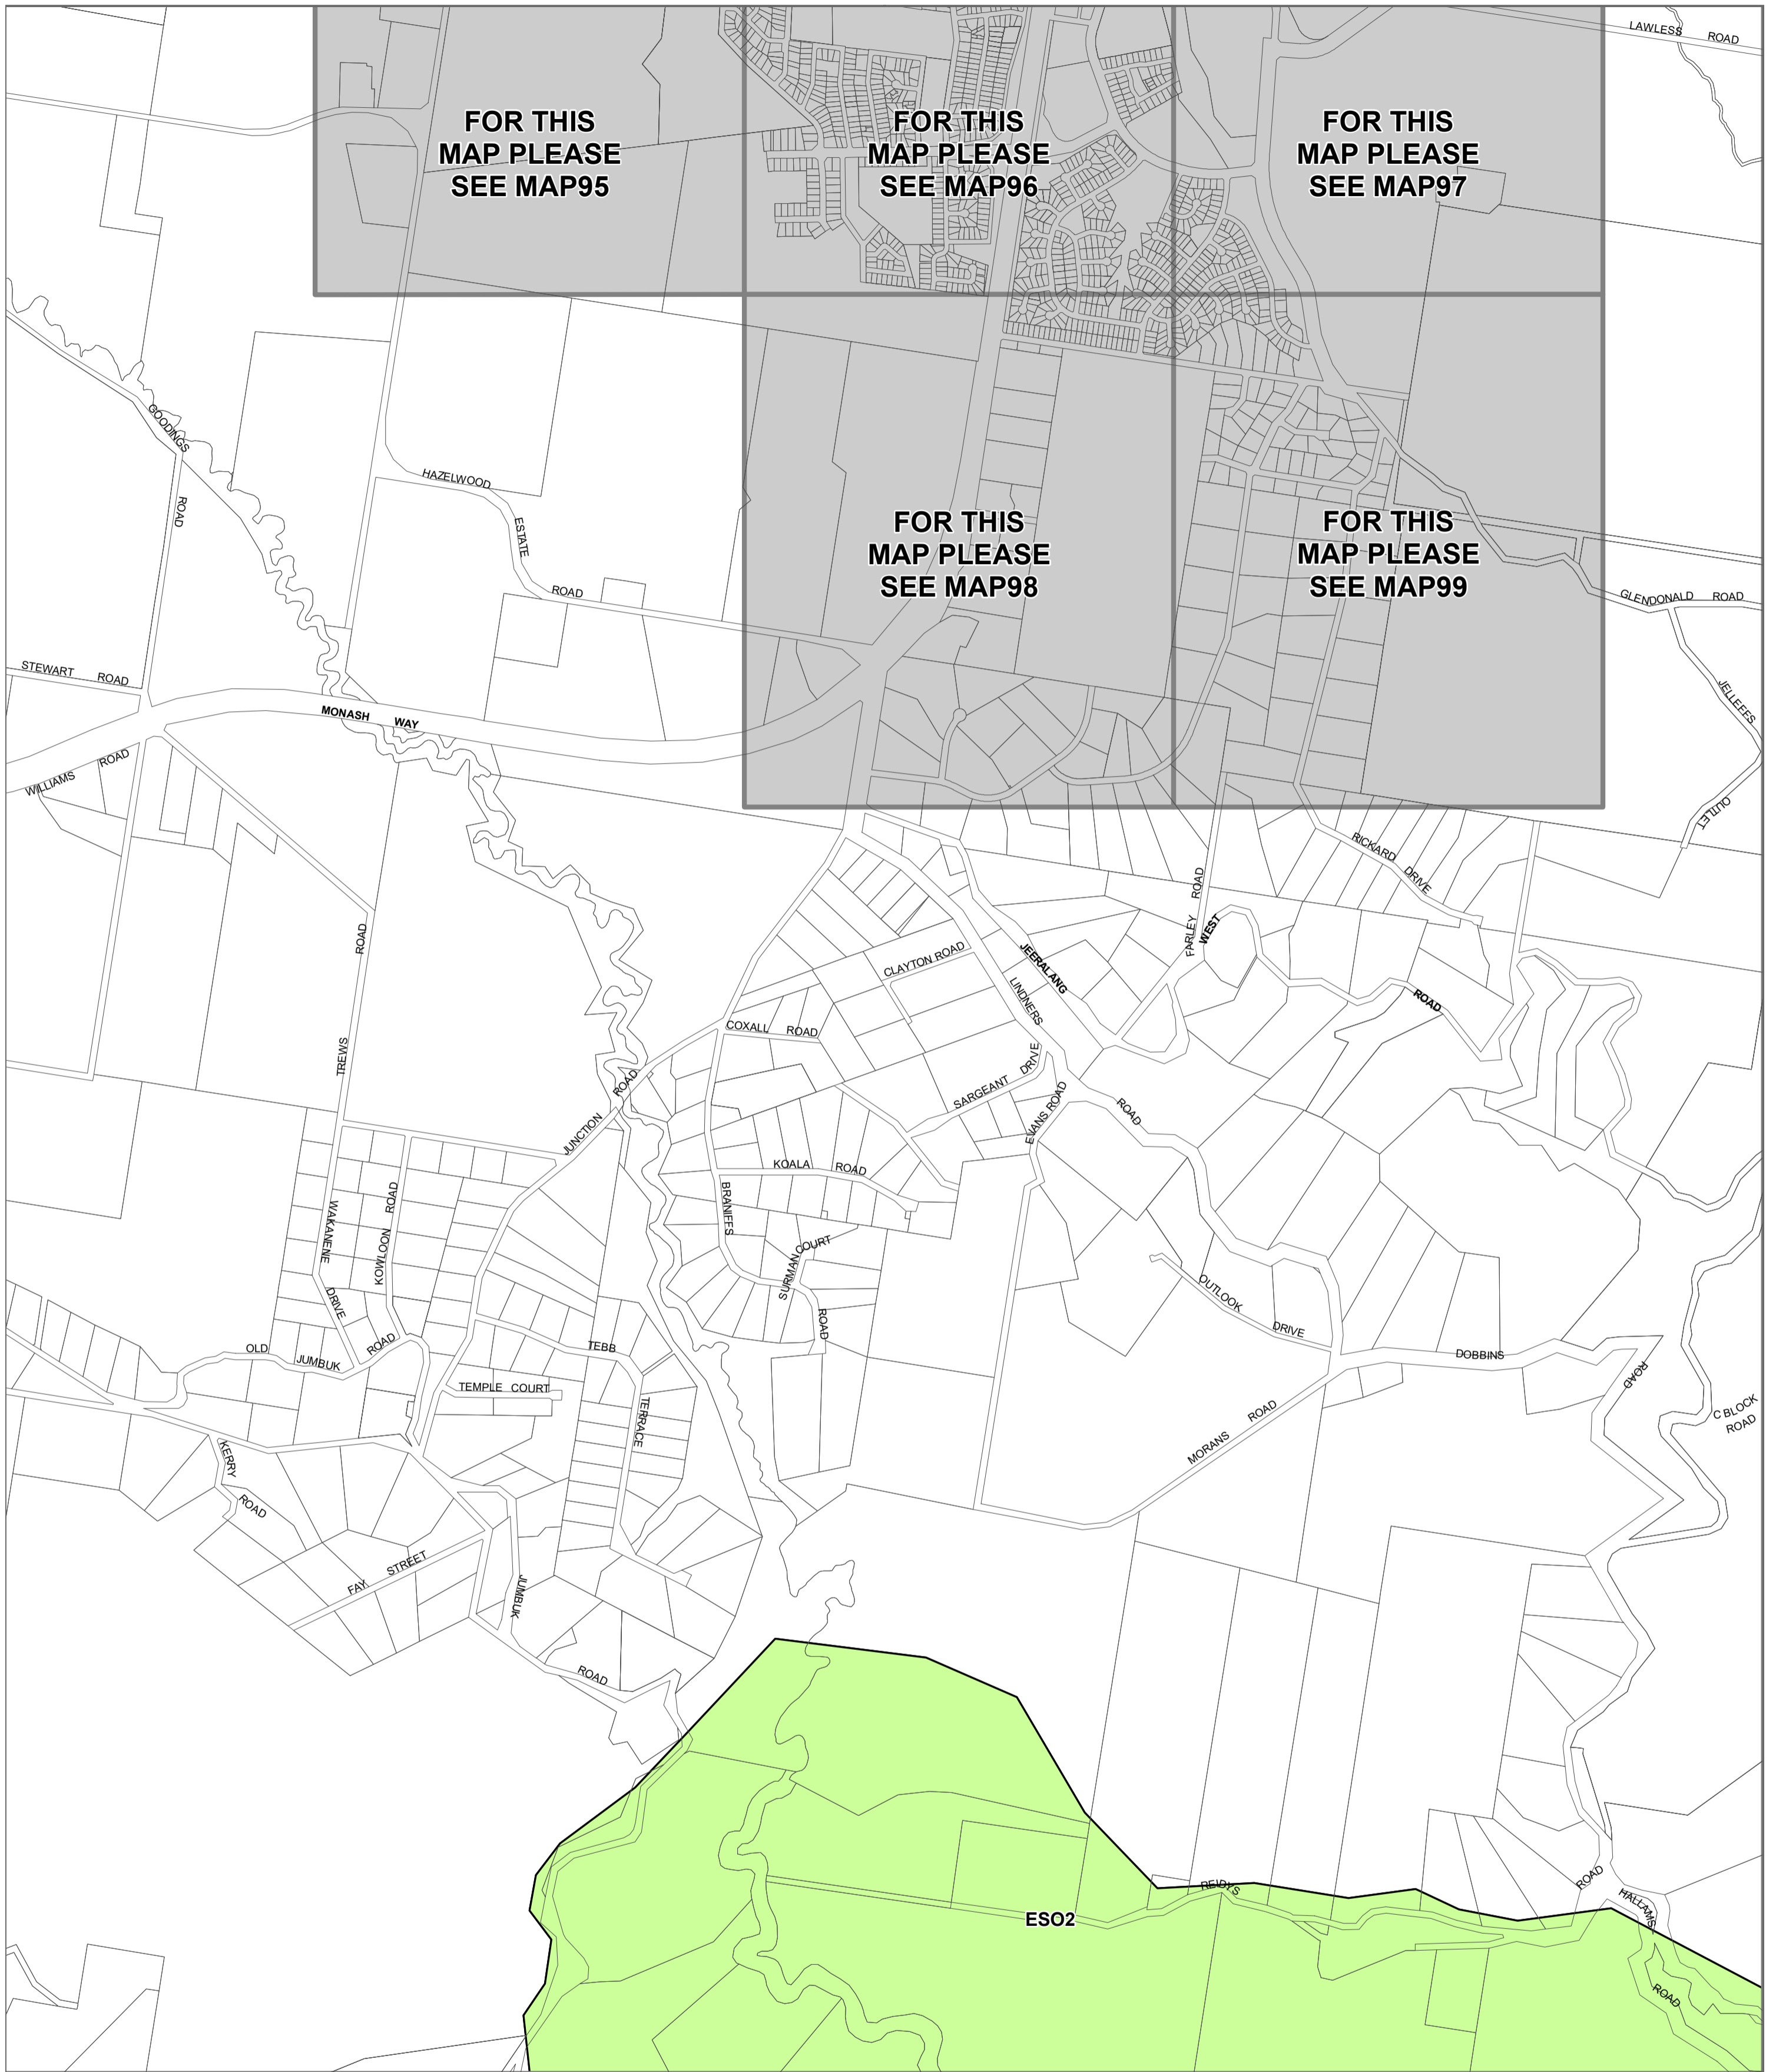 LAWLESS ROAD
FOR THIS
MAP PLEASE
SEE MAP95
FOR THIS
MAP PLEASE
SEE MAP96
FOR THIS
MAP PLEASE
SEE MAP97
GOODINGS
ROAD
HAZELWOOD
ESTATE
ROAD
FOR THIS
MAP PLEASE
SEE MAP98
FOR THIS
MAP PLEASE
SEE MAP99
GLENDONALD ROAD
STEWART ROAD
JELLEFFS
OUTLET
MONASH WAY
WILLIAMS ROAD
RICKARD DRIVE
FARLEY ROAD
WEST
ROAD
JEERALANG
CLAYTON ROAD
LINDNERS
ROAD
COXALL ROAD
TREWS ROAD
JUNCTION ROAD
SARGEANT DRIVE
EVANS ROAD
KOALA ROAD
BRANIFFS
ROAD
SURMAN COURT
WAKANENE
DRIVE
KOWLOON ROAD
OUTLOOK
DRIVE
OLD JUMBUK ROAD
TEBB
TERRACE
TEMPLE COURT
DOBBINS
ROAD
C BLOCK
ROAD
MORANS ROAD
KERRY
ROAD
FAY STREET
JUMBUK
ROAD
REIDYS
ROAD
HALLAMS
ROAD
ESO2